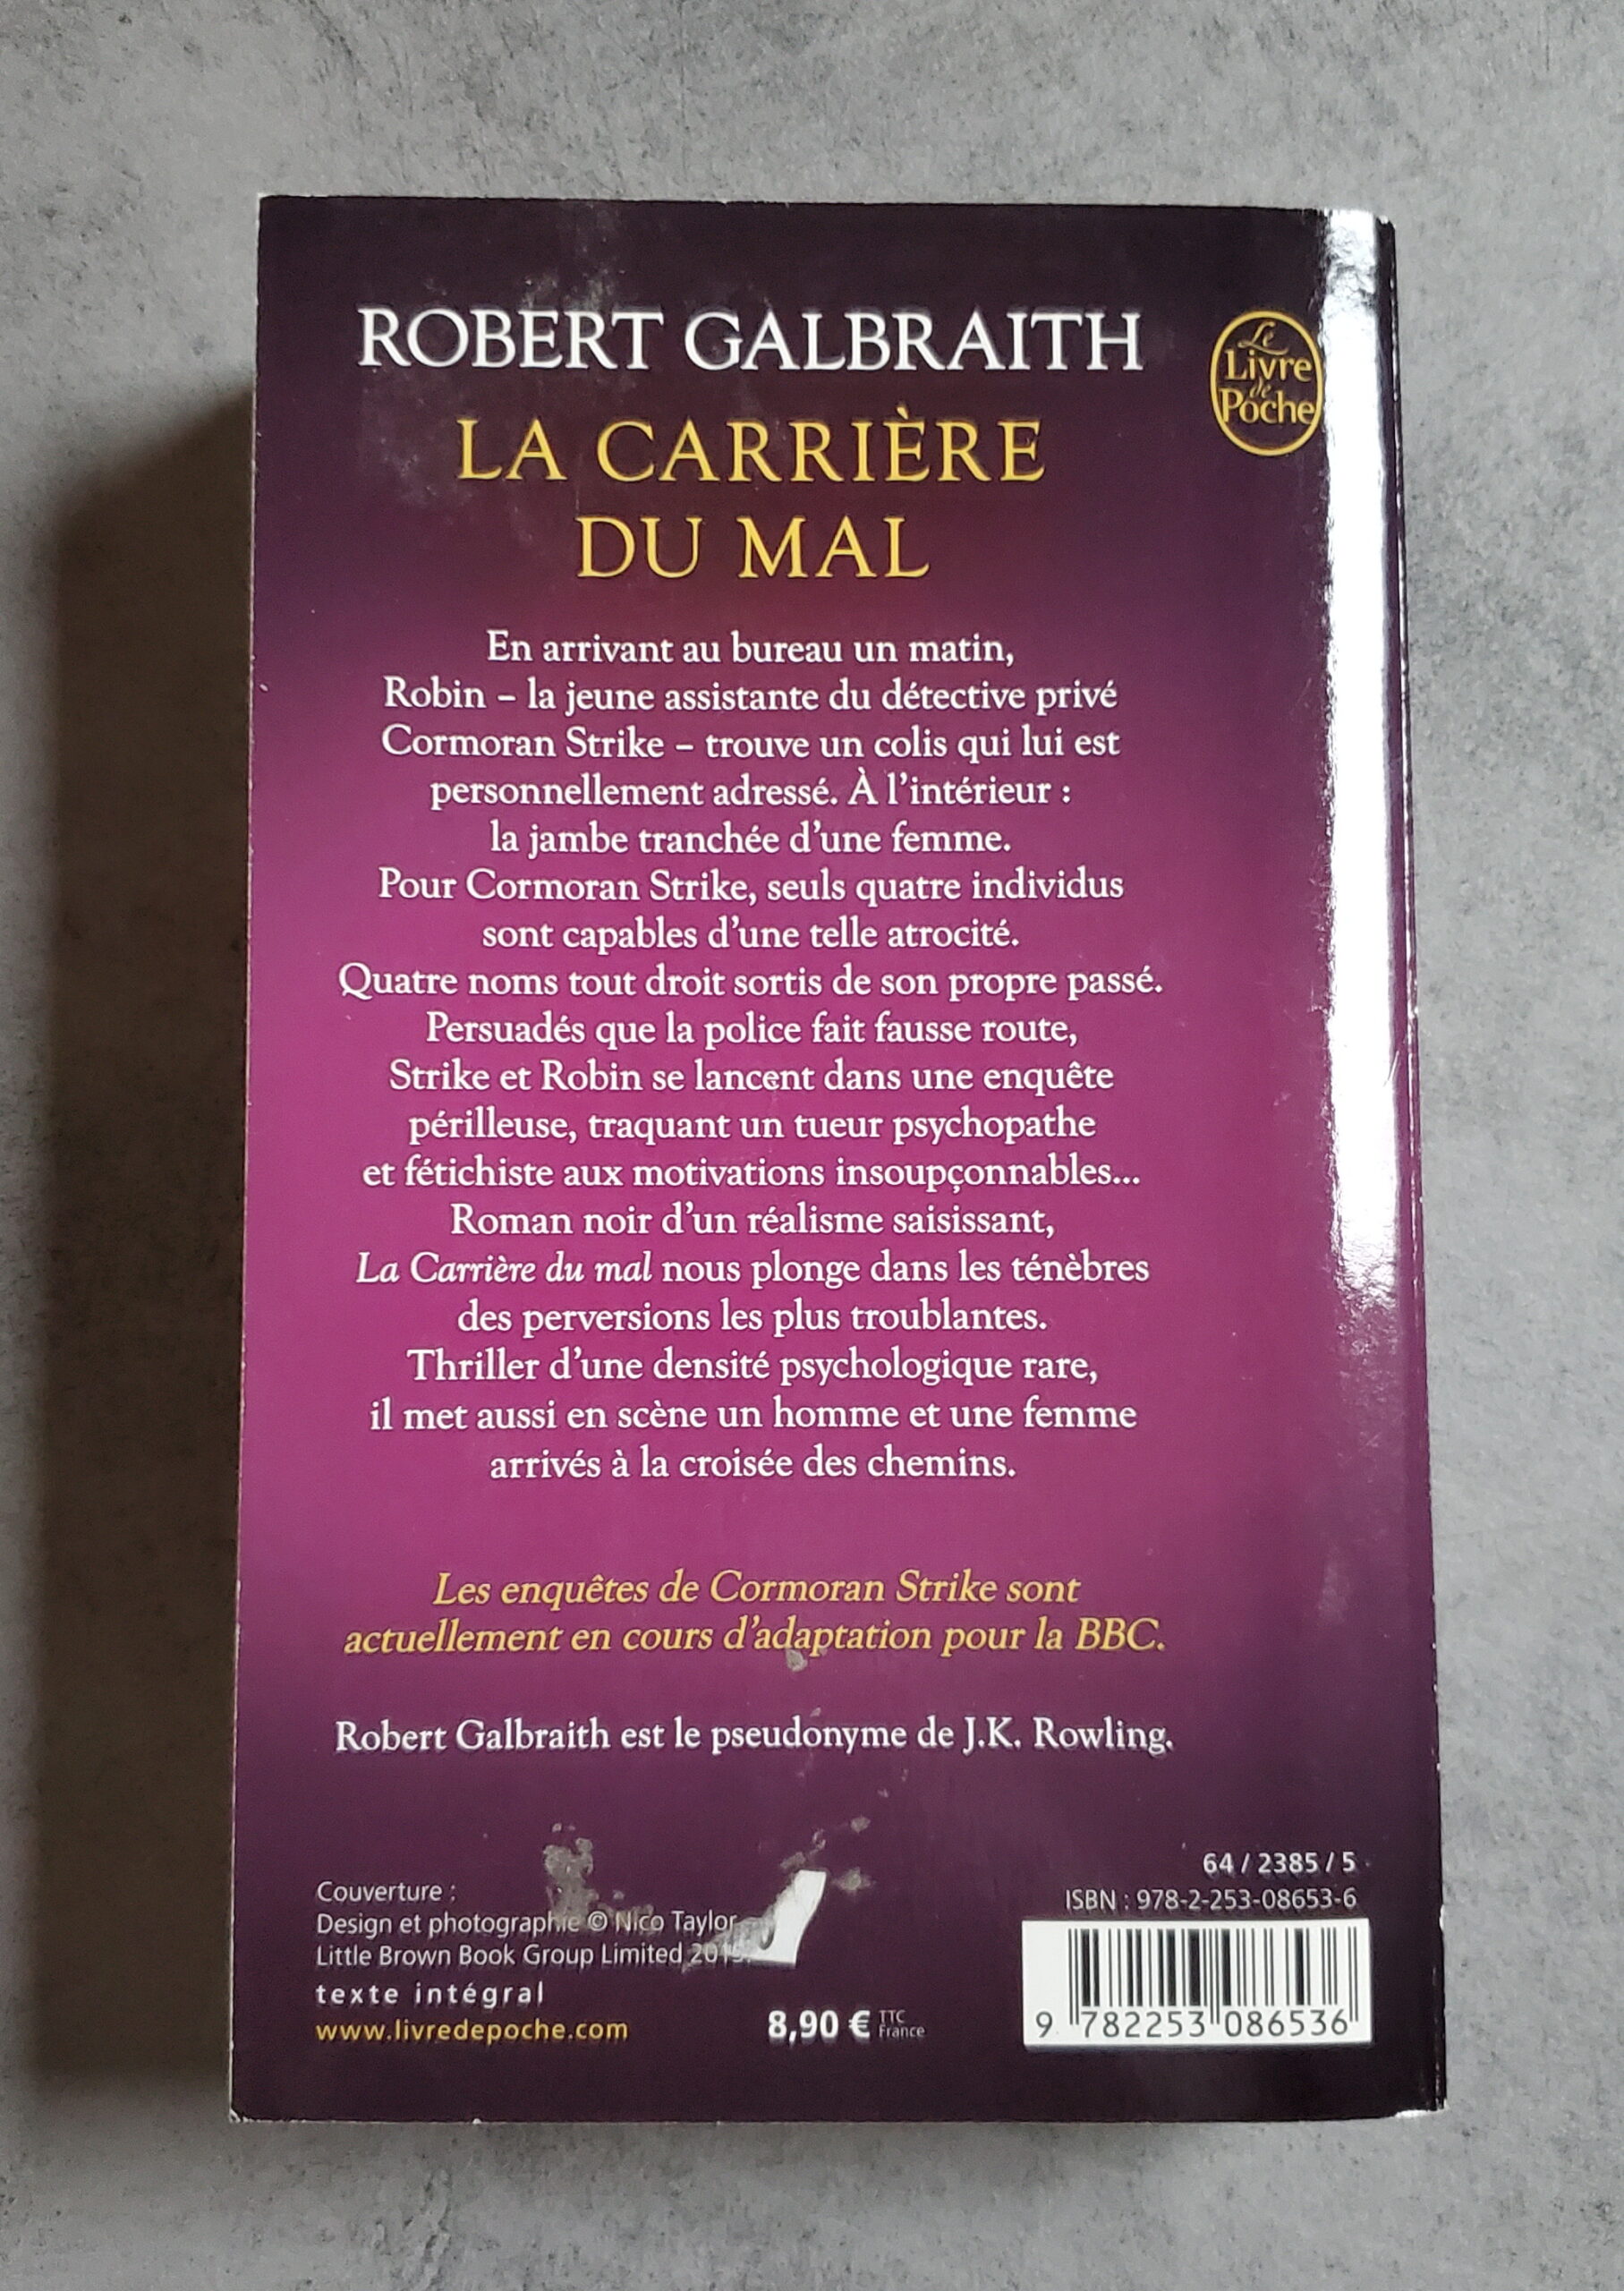 ROBERT GALBRAITH
Le
Livre
de
Poche
LA CARRIÈRE
DU MAL
En arrivant au bureau un matin,
Robin – la jeune assistante du détective privé
Cormoran Strike – trouve un colis qui lui est
personnellement adressé. À l'intérieur :
la jambe tranchée d'une femme.
Pour Cormoran Strike, seuls quatre individus
sont capables d'une telle atrocité.
Quatre noms tout droit sortis de son propre passé.
Persuadés que la police fait fausse route,
Strike et Robin se lancent dans une enquête
périlleuse, traquant un tueur psychopathe
et fétichiste aux motivations insoupçonnables...
Roman noir d'un réalisme saisissant,
La Carrière du mal nous plonge dans les ténèbres
des perversions les plus troublantes.
Thriller d'une densité psychologique rare,
il met aussi en scène un homme et une femme
arrivés à la croisée des chemins.
Les enquêtes de Cormoran Strike sont
actuellement en cours d'adaptation pour la BBC.
Robert Galbraith est le pseudonyme de J.K. Rowling.
Couverture :
Design et photographie © Nico Taylor
Little Brown Book Group Limited
texte intégral
www.livredepoche.com
8,90 € TTC
France
64 / 2385 / 5
ISBN : 978-2-253-08653-6
9 782253 086536